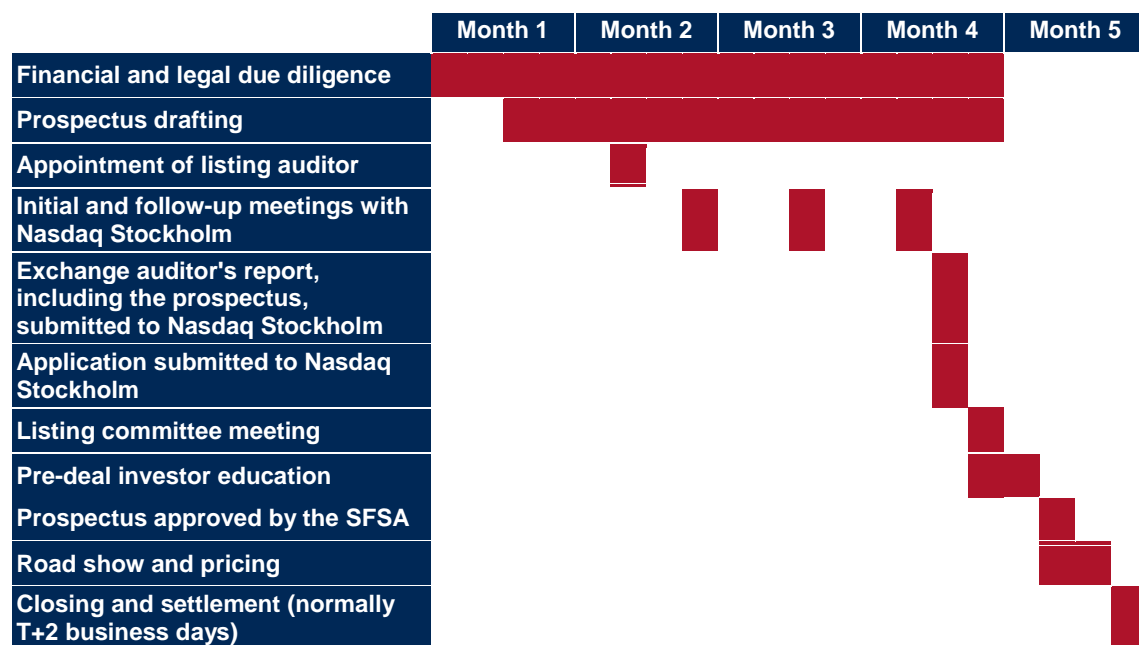 Month 1 Month 2 Month 3 Month 4 Month 5
Financial and legal due diligence
Prospectus drafting
Appointment of listing auditor
Initial and follow-up meetings with
Nasdaq Stockholm
Exchange auditor's report,
including the prospectus,
submitted to Nasdaq Stockholm
Application submitted to Nasdaq
Stockholm
Listing committee meeting
Pre-deal investor education
Prospectus approved by the SFSA
Road show and pricing
Closing and settlement (normally
T+2 business days)